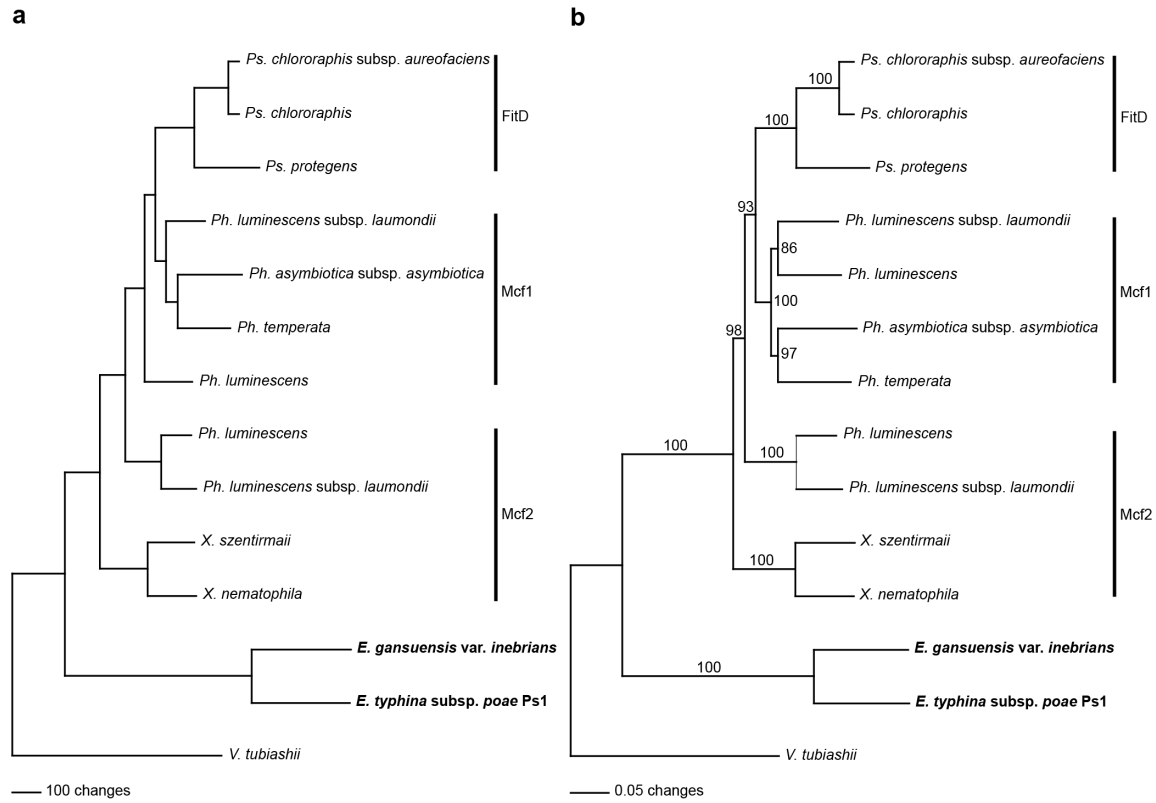 a
Ps. chlororaphis subsp. aureofaciens
Ps. chlororaphis
FitD
Ps. protegens
Ph. luminescens subsp. laumondii
Ph. asymbiotica subsp. asymbiotica
Mcf1
Ph. temperata
Ph. luminescens
Ph. luminescens
Ph. luminescens subsp. laumondii
Mcf2
X. szentirmaii
X. nematophila
E. gansuensis var. inebrians
E. typhina subsp. poae Ps1
V. tubiashii
100 changes
b
Ps. chlororaphis subsp. aureofaciens
100
Ps. chlororaphis
FitD
100
Ps. protegens
93
Ph. luminescens subsp. laumondii
86
Ph. luminescens
Mcf1
100
Ph. asymbiotica subsp. asymbiotica
98
97
Ph. temperata
Ph. luminescens
100
100
Ph. luminescens subsp. laumondii
Mcf2
X. szentirmaii
100
X. nematophila
E. gansuensis var. inebrians
100
E. typhina subsp. poae Ps1
V. tubiashii
0.05 changes